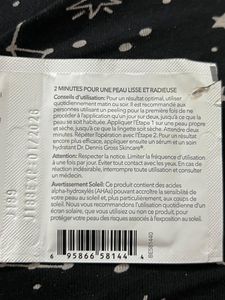 2 MINUTES POUR UNE PEAU LISSE ET RADIEUSE
Conseils d'utilisation: Pour un résultat optimal, utiliser
quotidiennement matin ou soir. Il est recommandé aux
personnes utilisant un peeling pour la première fois de ne
procéder à l'application qu'un jour sur deux, jusqu'à ce que la
peau se soit habituée. Appliquer l'Étape 1 sur une peau propre
et sèche, jusqu'à ce que la lingette soit sèche. Attendre deux
minutes. Répéter l'application avec l'Étape 2. Pour un résultat
encore plus efficace, appliquer ensuite un sérum et un soin
hydratant Dr. Dennis Gross Skincare®.
Attention: Respecter la notice. Limiter la fréquence d'utilisation
à une fois par jour. Éviter tout contact avec les yeux. En cas de
réaction indésirable, interrompre toute utilisation et consulter
un médecin.
Avertissement Soleil: Ce produit contient des acides
alpha-hydroxylés (AHAs) pouvant accroître la sensibilité de
votre peau au soleil et, plus particulièrement, aux coups de
soleil. Nous vous recommandons l'utilisation quotidienne d'un
écran solaire, que vous utilisiez ou non ce produit, pour
protéger votre peau des risques associés à l'exposition au soleil.
6 95866 58144 4